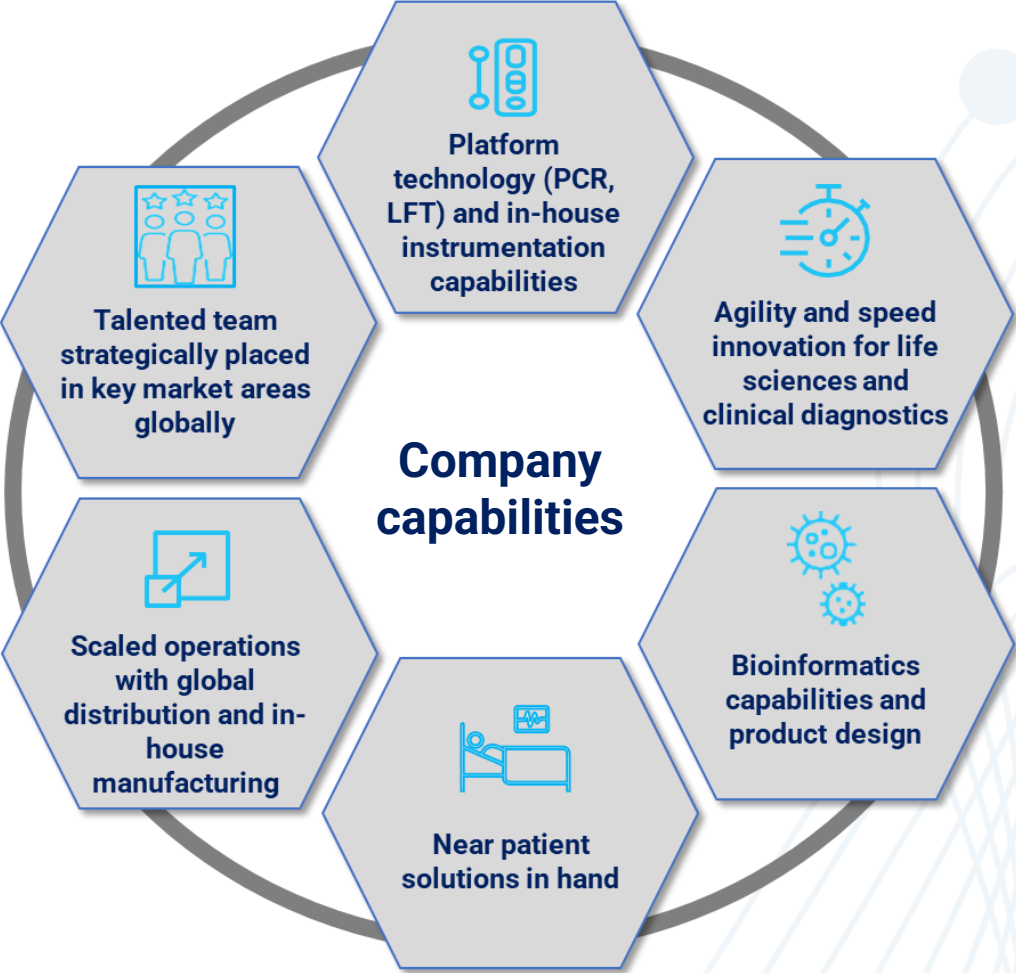 Platform
technology (PCR,
LFT) and in-house
instrumentation
capabilities
Agility and speed
innovation for life
sciences and
clinical diagnostics
Bioinformatics
capabilities and
product design
Near patient
solutions in hand
Scaled operations
with global
distribution and in-
house
manufacturing
Talented team
strategically placed
in key market areas
globally
Company
capabilities